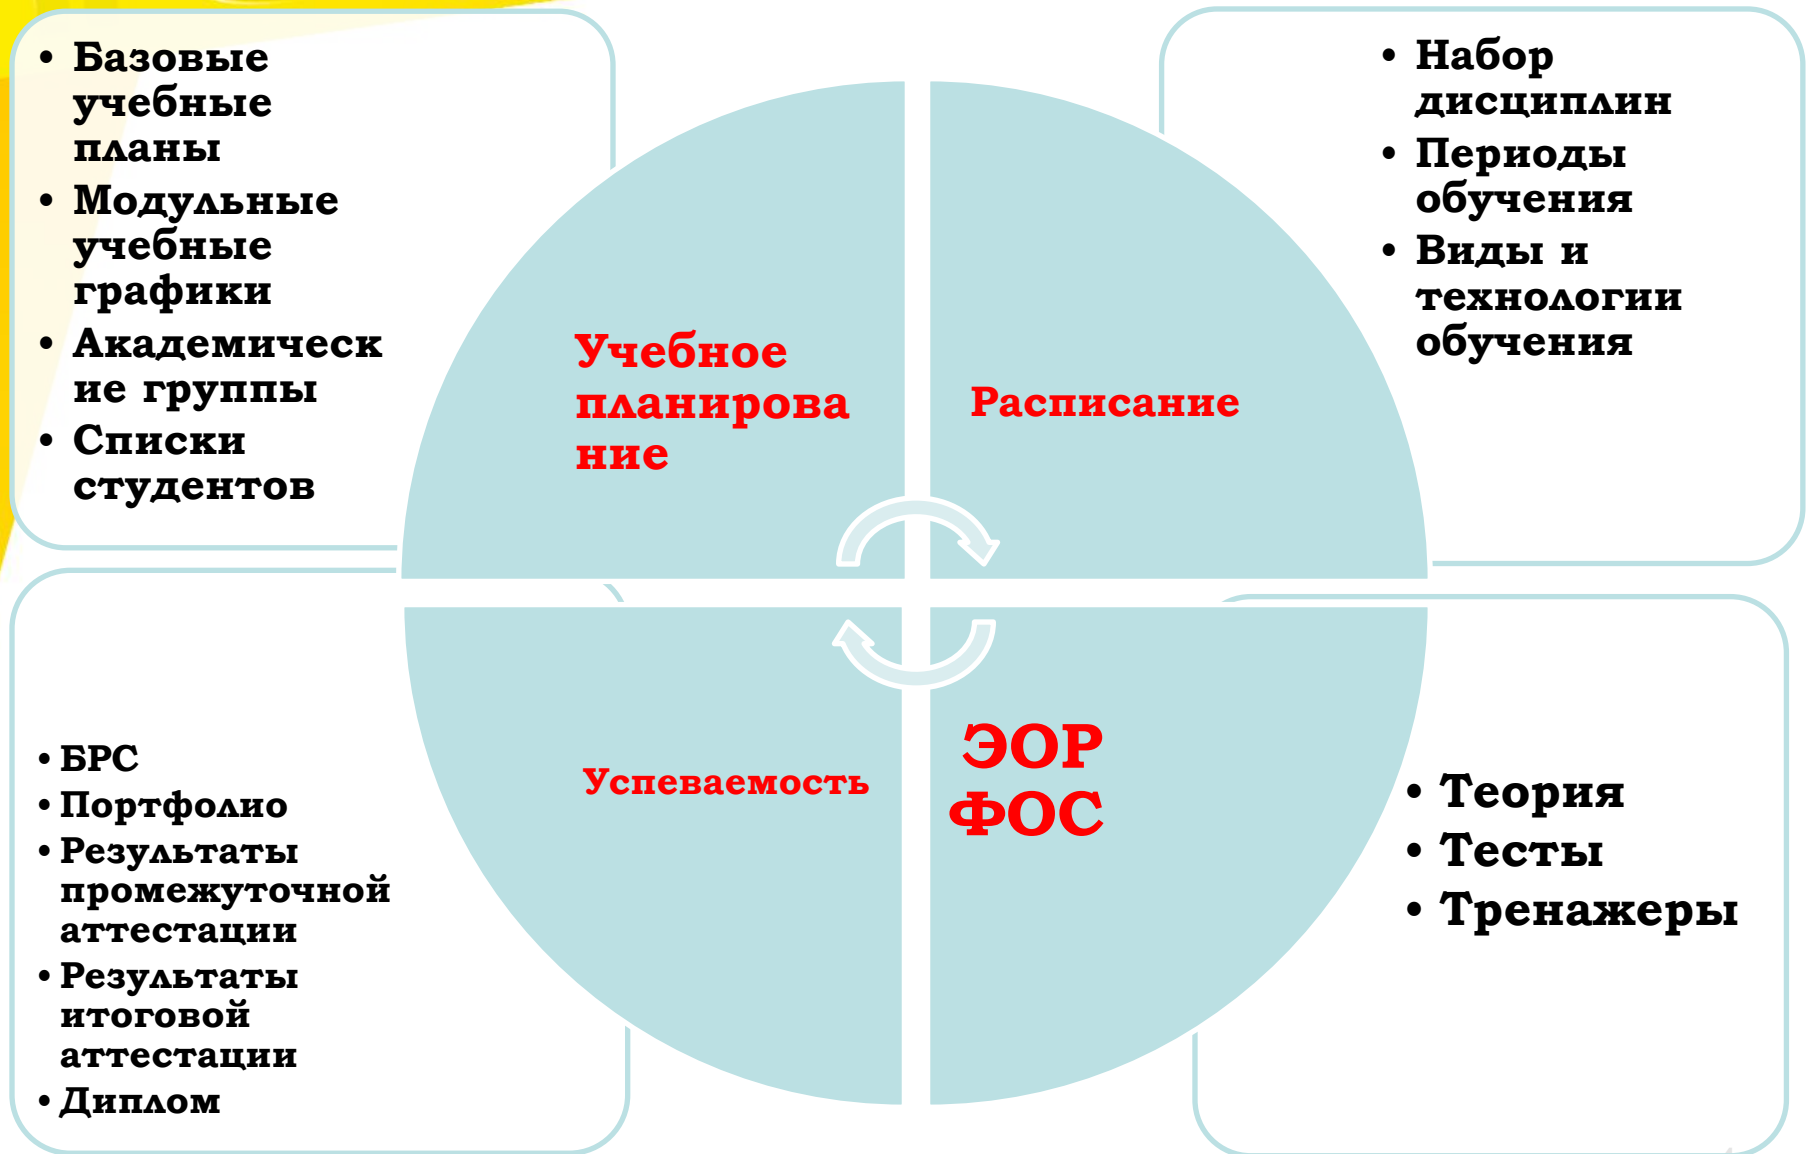 • Базовые
учебные
планы
• Модульные
учебные
графики
• Академическ
ие группы
• Списки
студентов
Учебное
планирова
ние
Расписание
• Набор
дисциплин
• Периоды
обучения
• Виды и
технологии
обучения
• БРС
• Портфолио
• Результаты
промежуточной
аттестации
• Результаты
итоговой
аттестации
• Диплом
Успеваемость
ЭОР
ФОС
• Теория
• Тесты
• Тренажеры